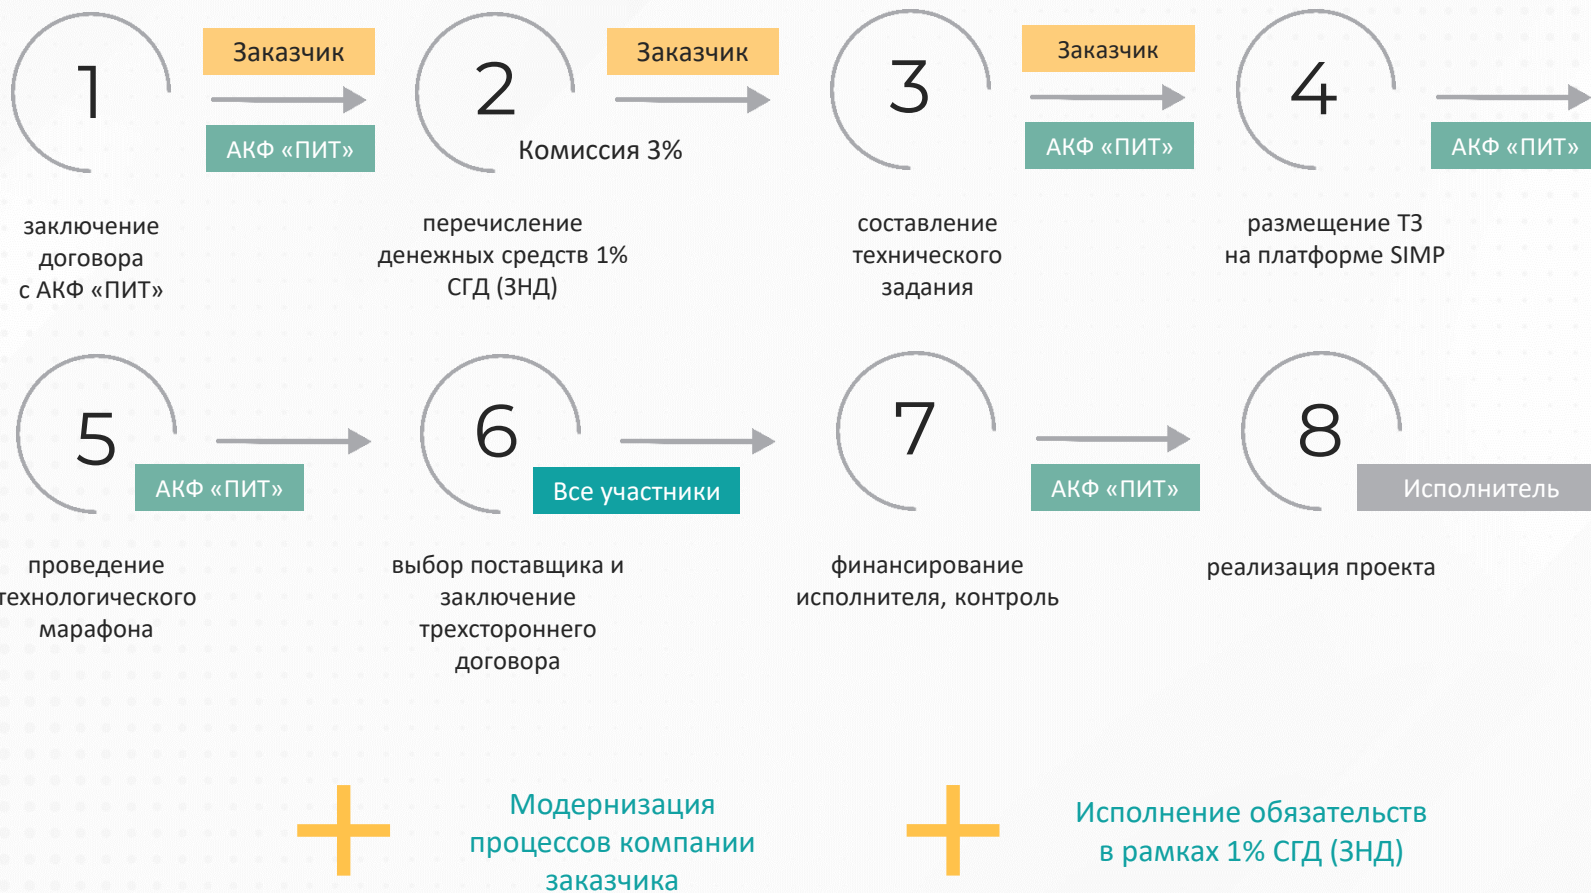 1
Заказчик
АКФ «ПИТ»
заключение
договора
с АКФ «ПИТ»
2
Заказчик
Комиссия 3%
перечисление
денежных средств 1%
СГД (ЗНД)
3
Заказчик
АКФ «ПИТ»
составление
технического
задания
4
АКФ «ПИТ»
размещение ТЗ
на платформе SIMP
5
АКФ «ПИТ»
проведение
технологического
марафона
6
Все участники
выбор поставщика и
заключение
трехстороннего
договора
7
АКФ «ПИТ»
финансирование
исполнителя, контроль
8
Исполнитель
реализация проекта
Модернизация
процессов компании
заказчика
Исполнение обязательств
в рамках 1% СГД (ЗНД)